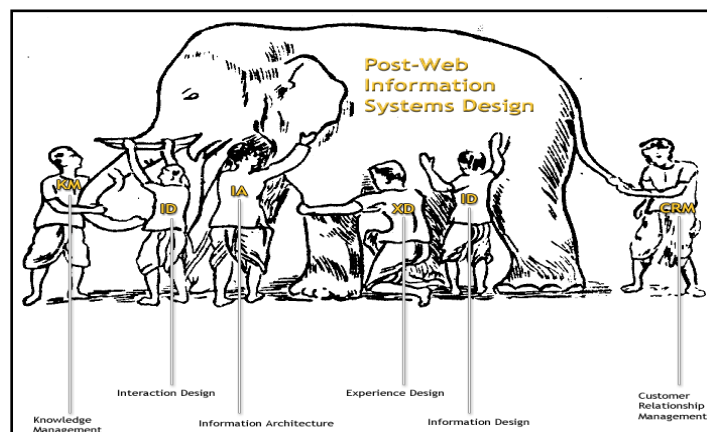 Post-Web
Information
Systems Design
KM
ID
IA
XD
ID
CRM
Interaction Design
Experience Design
Customer
Relationship
Management
Knowledge
Management
Information Architecture
Information Design